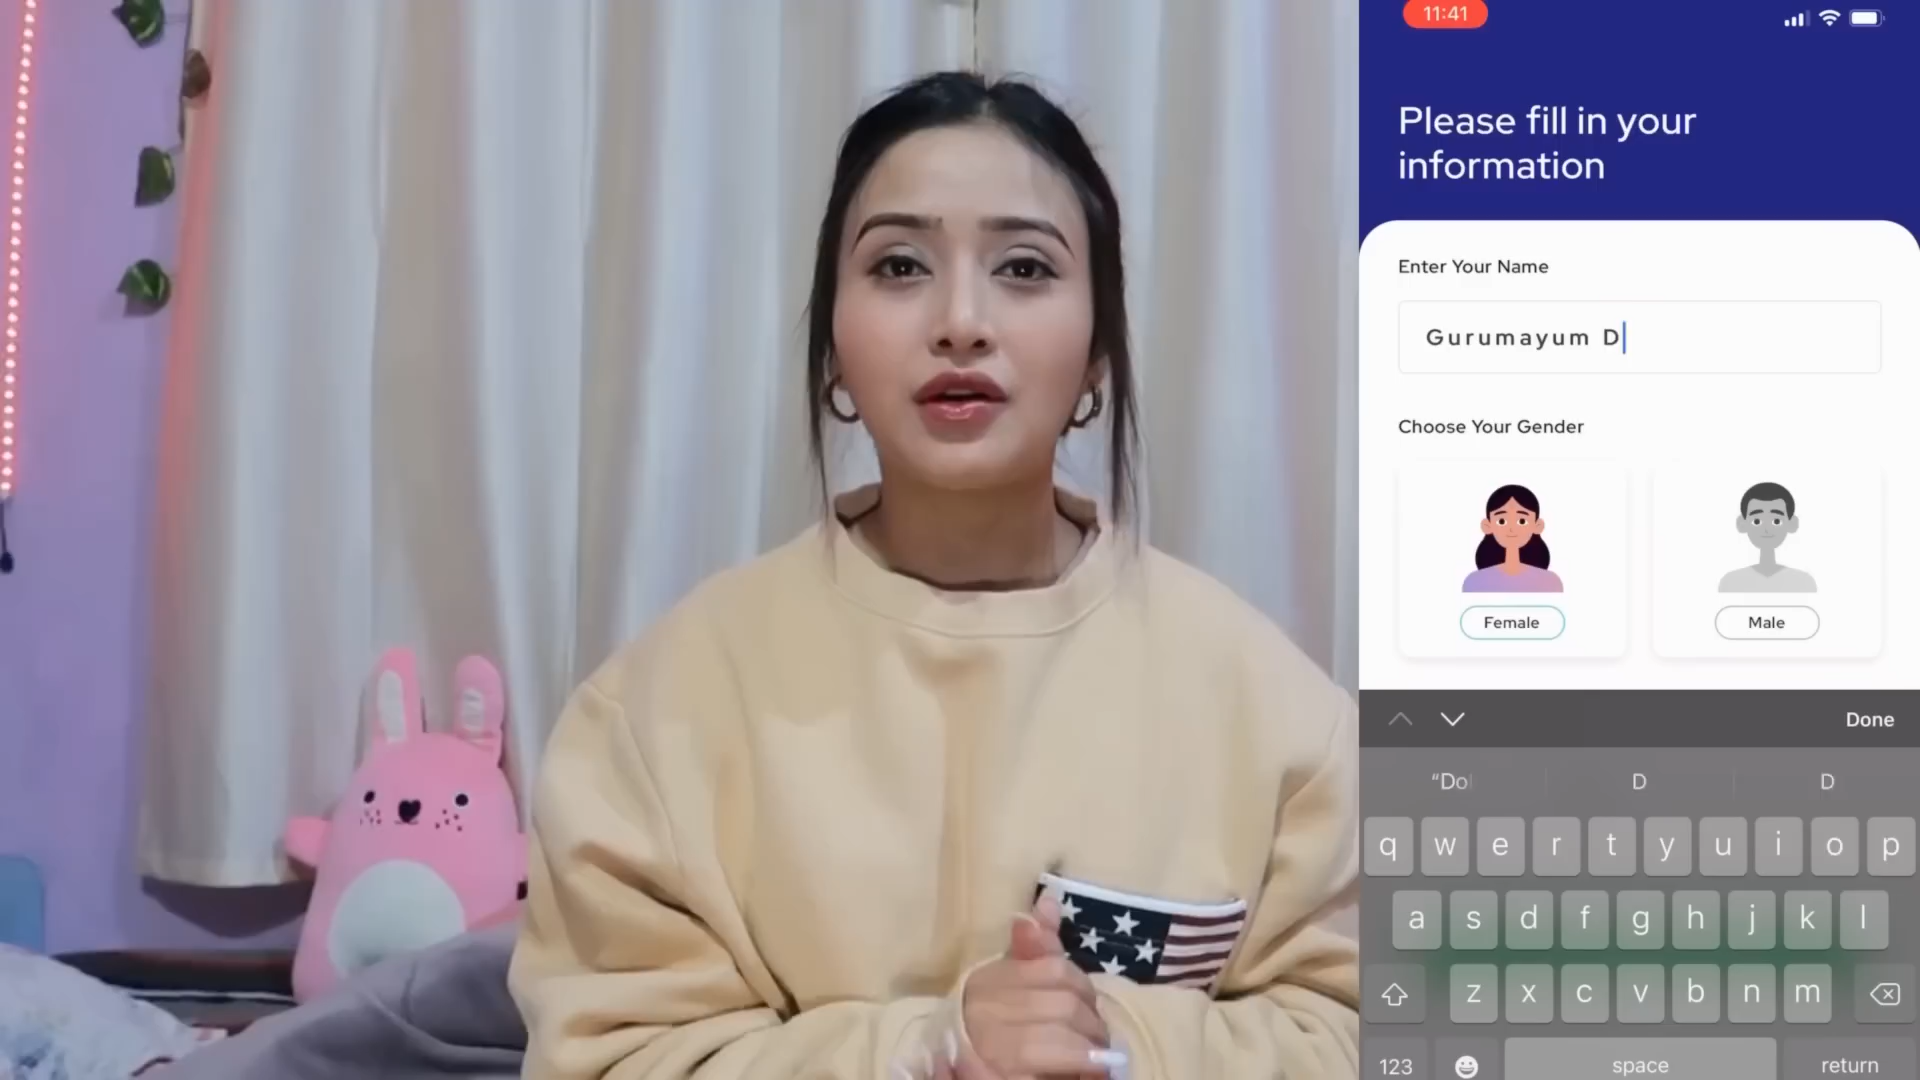 11:41
Please fill in your
information
Enter Your Name
Gurumayum D
Choose Your Gender
Female
Male
Done
“Do
D
D
q w e r t y u i o p
a s d f g h j k l
z x c v b n m
123
space
return